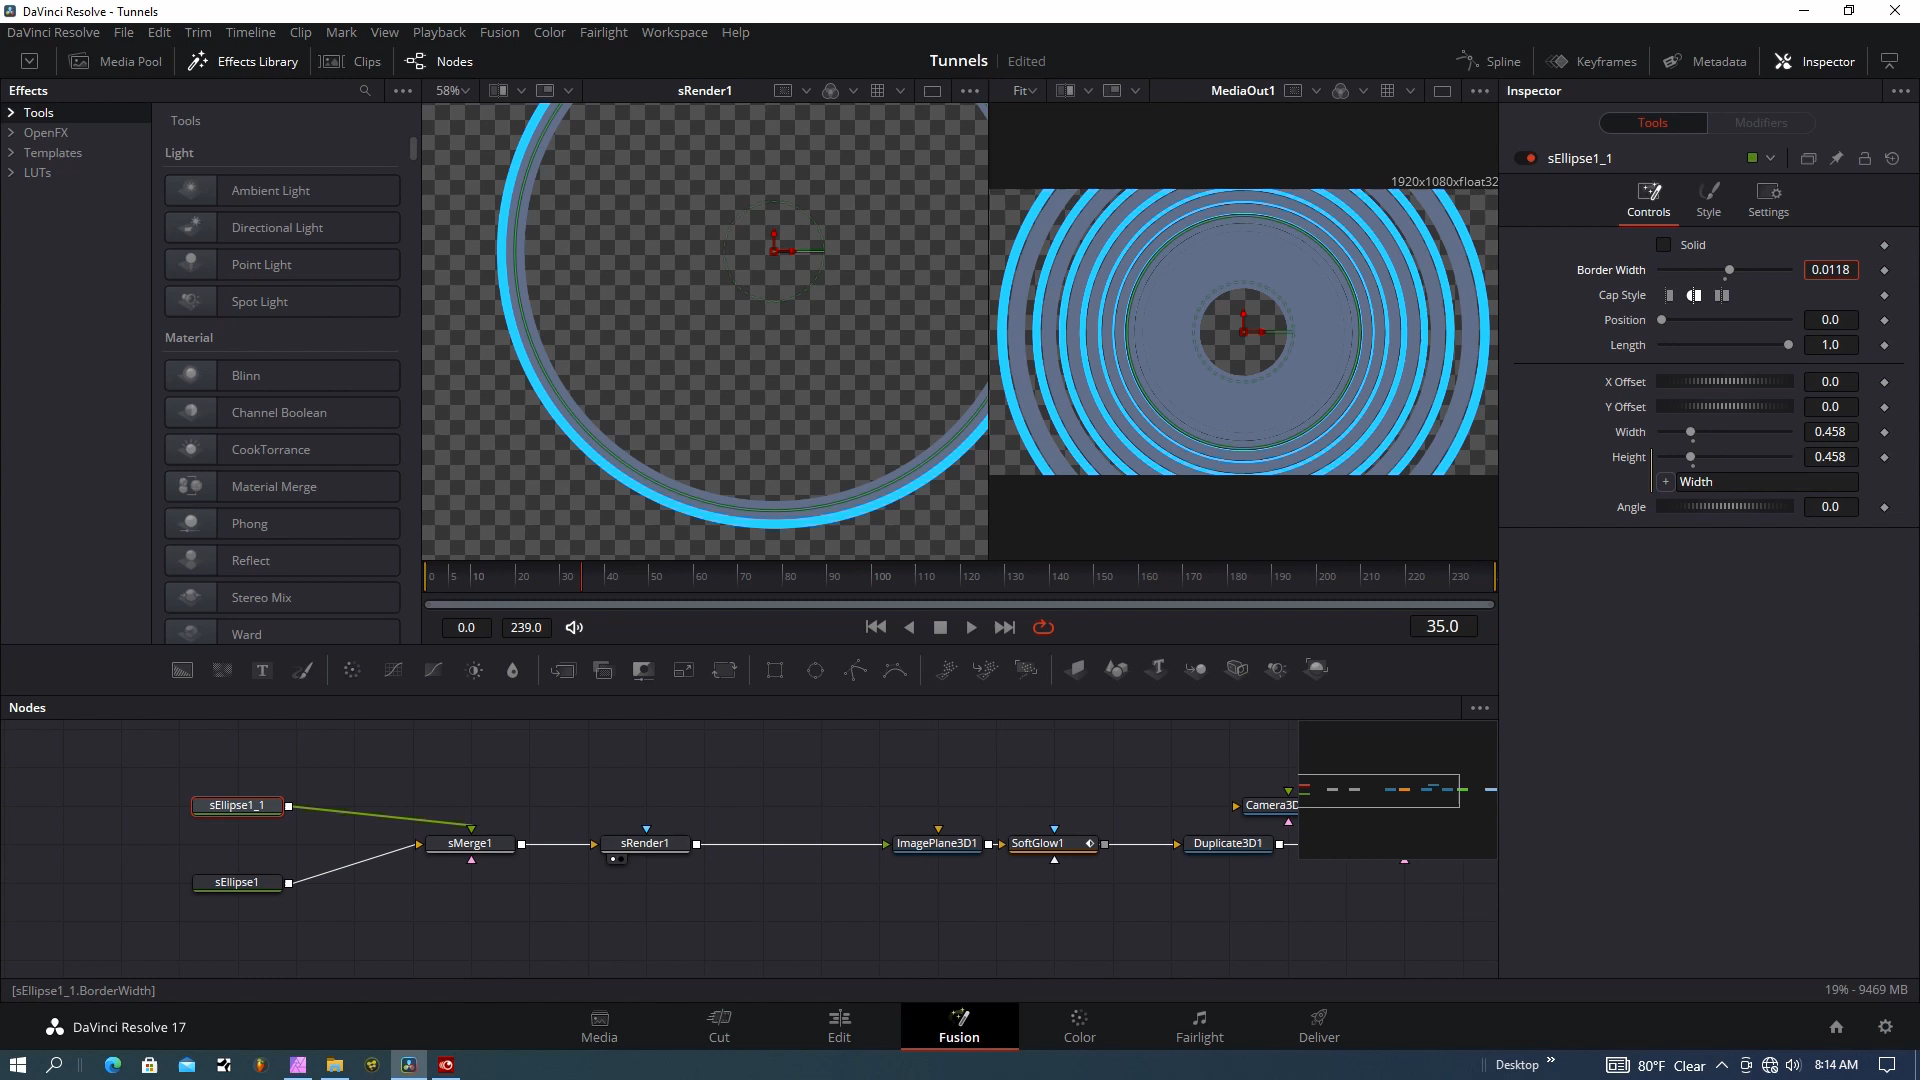 DaVinci Resolve - Tunnels
DaVinci Resolve File Edit Trim Timeline Clip Mark View Playback Fusion Color Fairlight Workspace Help
Media Pool Effects Library Clips Nodes Tunnels Edited Spline Keyframes Metadata Inspector
Effects 58% sRender1 Fit MediaOut1 Inspector
Tools
OpenFX
Templates
LUTs
Tools
Light
Ambient Light
Directional Light
Point Light
Spot Light
Material
Blinn
Channel Boolean
CookTorrance
Material Merge
Phong
Reflect
Stereo Mix
Ward
1920x1080xfloat32
Tools Modifiers
sEllipse1_1
Controls Style Settings
Solid
Border Width 0.0118
Cap Style
Position 0.0
Length 1.0
X Offset 0.0
Y Offset 0.0
Width 0.458
Height 0.458
+ Width
Angle 0.0
0 5 10 20 30 40 50 60 70 80 90 100 110 120 130 140 150 160 170 180 190 200 210 220 230
0.0 239.0 35.0
Nodes
sEllipse1_1
Camera3D
sMerge1 sRender1 ImagePlane3D1 SoftGlow1 Duplicate3D1
sEllipse1
[sEllipse1_1.BorderWidth] 19% - 9469 MB
DaVinci Resolve 17 Media Cut Edit Fusion Color Fairlight Deliver
Desktop 80°F Clear 8:14 AM